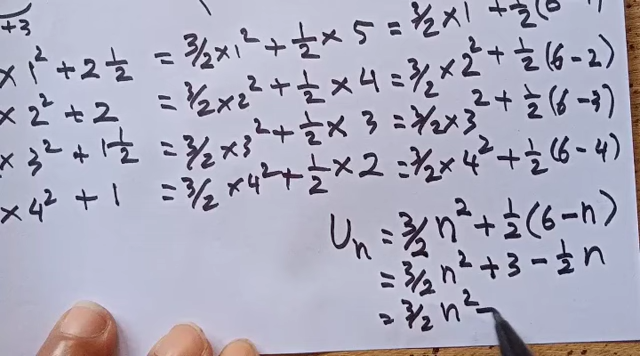 +3
× 1² + 2 1/2 = 3/2 × 1² + 1/2 × 5 = 3/2 × 1 + 1/2 (6
× 2² + 2 = 3/2 × 2² + 1/2 × 4 = 3/2 × 2² + 1/2 (6 - 2)
× 3² + 1 1/2 = 3/2 × 3² + 1/2 × 3 = 3/2 × 3² + 1/2 (6 - 3)
× 4² + 1 = 3/2 × 4² + 1/2 × 2 = 3/2 × 4² + 1/2 (6 - 4)
Uₙ = 3/2 n² + 1/2 (6 - n)
= 3/2 n² + 3 - 1/2 n
= 3/2 n² -